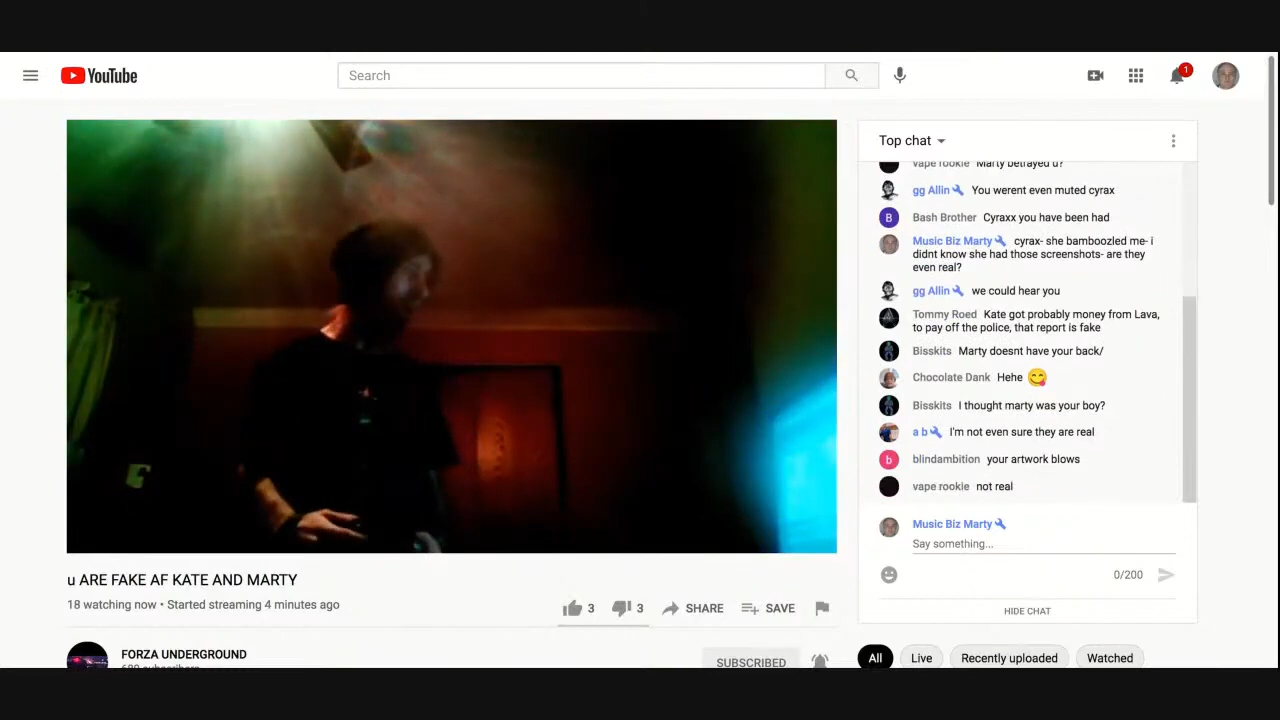 YouTube
Search
1
Top chat
vape rookie Marty betrayed u?
gg Allin You werent even muted cyrax
B
Bash Brother Cyraxx you have been had
Music Biz Marty cyrax- she bamboozled me- i
didnt know she had those screenshots- are they
even real?
gg Allin we could hear you
Tommy Roed Kate got probably money from Lava,
to pay off the police, that report is fake
Bisskits Marty doesnt have your back/
Chocolate Dank Hehe
Bisskits I thought marty was your boy?
a b I'm not even sure they are real
b
blindambition your artwork blows
vape rookie not real
Music Biz Marty
Say something...
0/200
HIDE CHAT
u ARE FAKE AF KATE AND MARTY
18 watching now • Started streaming 4 minutes ago
3
3
SHARE
SAVE
FORZA UNDERGROUND
SUBSCRIBED
All
Live
Recently uploaded
Watched